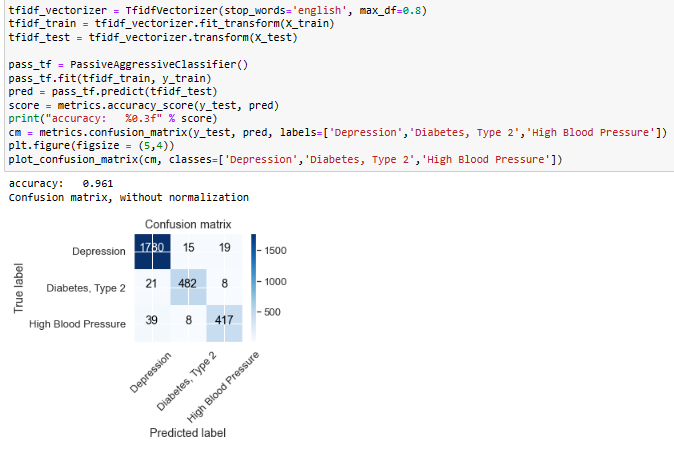 tfidf_vectorizer = TfidfVectorizer(stop_words='english', max_df=0.8)
tfidf_train = tfidf_vectorizer.fit_transform(X_train)
tfidf_test = tfidf_vectorizer.transform(X_test)
pass_tf = PassiveAggressiveClassifier()
pass_tf.fit(tfidf_train, y_train)
pred = pass_tf.predict(tfidf_test)
score = metrics.accuracy_score(y_test, pred)
print("accuracy:   %0.3f" % score)
cm = metrics.confusion_matrix(y_test, pred, labels=['Depression','Diabetes, Type 2','High Blood Pressure'])
plt.figure(figsize = (5,4))
plot_confusion_matrix(cm, classes=['Depression','Diabetes, Type 2','High Blood Pressure'])
accuracy:   0.961
Confusion matrix, without normalization
Confusion matrix
True label
Depression 1780 15 19
Diabetes, Type 2 21 482 8
High Blood Pressure 39 8 417
1500
1000
500
Depression
Diabetes, Type 2
High Blood Pressure
Predicted label